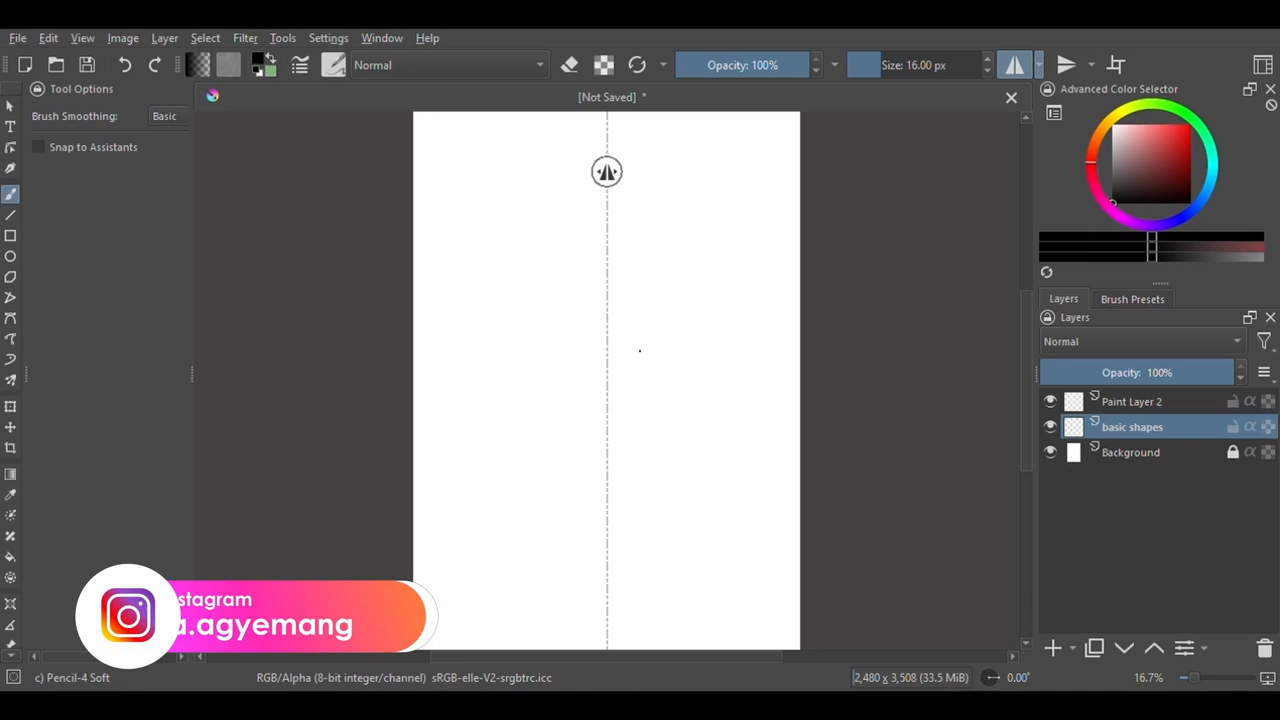 File Edit View Image Layer Select Filter Tools Settings Window Help
Normal
Opacity: 100%
Size: 16.00 px
Tool Options
[Not Saved] *
Advanced Color Selector
Brush Smoothing:
Basic
Snap to Assistants
Layers
Brush Presets
Layers
Normal
Opacity: 100%
Paint Layer 2
basic shapes
Background
stagram
a.agyemang
c) Pencil-4 Soft
RGB/Alpha (8-bit integer/channel) sRGB-elle-V2-srgbtrc.icc
2,480 x 3,508 (33.5 MiB)
0.00°
16.7%